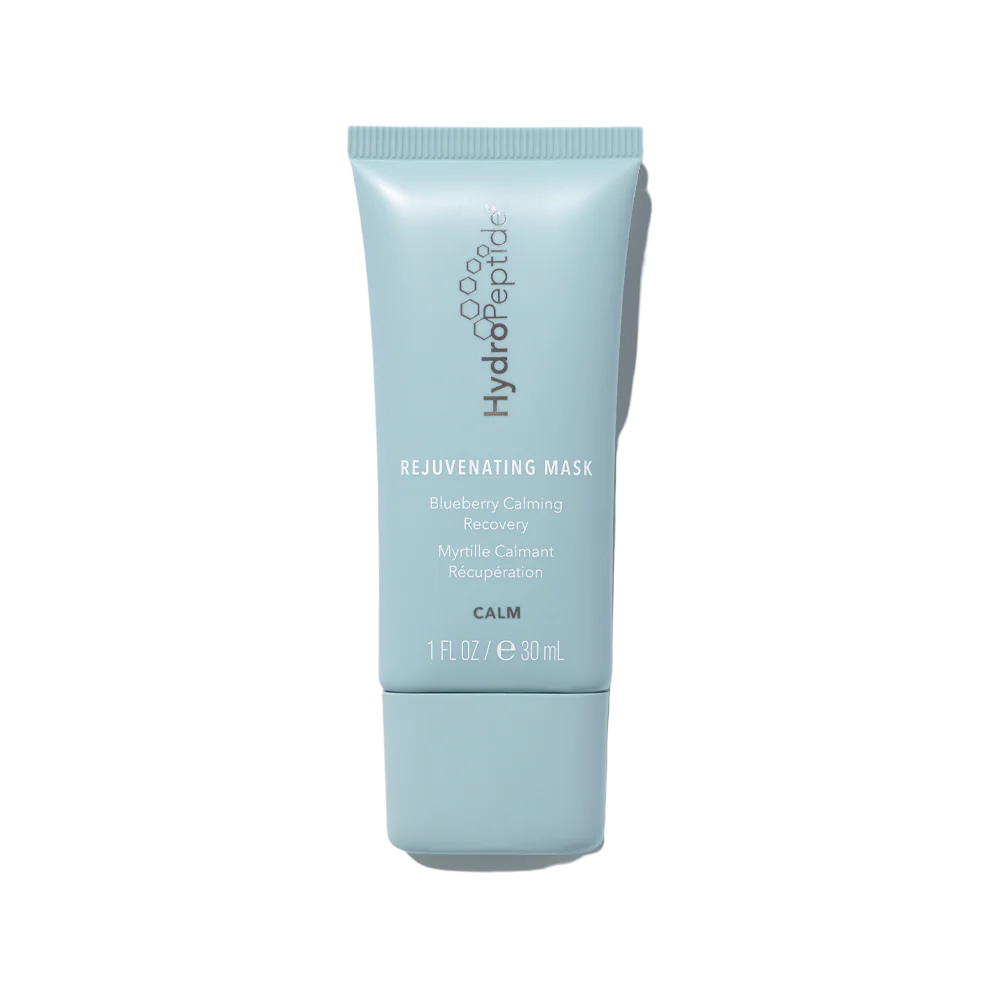 HydroPeptide
REJUVENATING MASK
Blueberry Calming
Recovery
Myrtille Calmant
Récupération
CALM
1 FL OZ / ℮ 30 mL